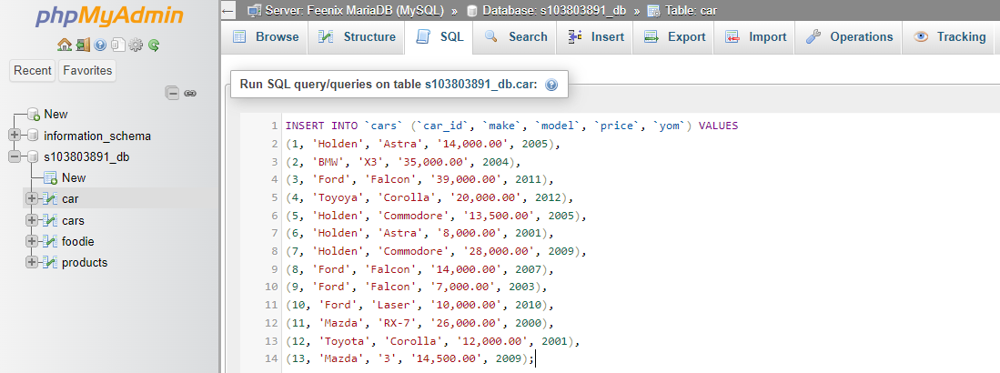 phpMyAdmin
Recent Favorites
New
information_schema
s103803891_db
New
car
cars
foodie
products
Server: Feenix MariaDB (MySQL) » Database: s103803891_db » Table: car
Browse Structure SQL Search Insert Export Import Operations Tracking
Run SQL query/queries on table s103803891_db.car:
1 INSERT INTO `cars` (`car_id`, `make`, `model`, `price`, `yom`) VALUES
2 (1, 'Holden', 'Astra', '14,000.00', 2005),
3 (2, 'BMW', 'X3', '35,000.00', 2004),
4 (3, 'Ford', 'Falcon', '39,000.00', 2011),
5 (4, 'Toyoya', 'Corolla', '20,000.00', 2012),
6 (5, 'Holden', 'Commodore', '13,500.00', 2005),
7 (6, 'Holden', 'Astra', '8,000.00', 2001),
8 (7, 'Holden', 'Commodore', '28,000.00', 2009),
9 (8, 'Ford', 'Falcon', '14,000.00', 2007),
10 (9, 'Ford', 'Falcon', '7,000.00', 2003),
11 (10, 'Ford', 'Laser', '10,000.00', 2010),
12 (11, 'Mazda', 'RX-7', '26,000.00', 2000),
13 (12, 'Toyota', 'Corolla', '12,000.00', 2001),
14 (13, 'Mazda', '3', '14,500.00', 2009);